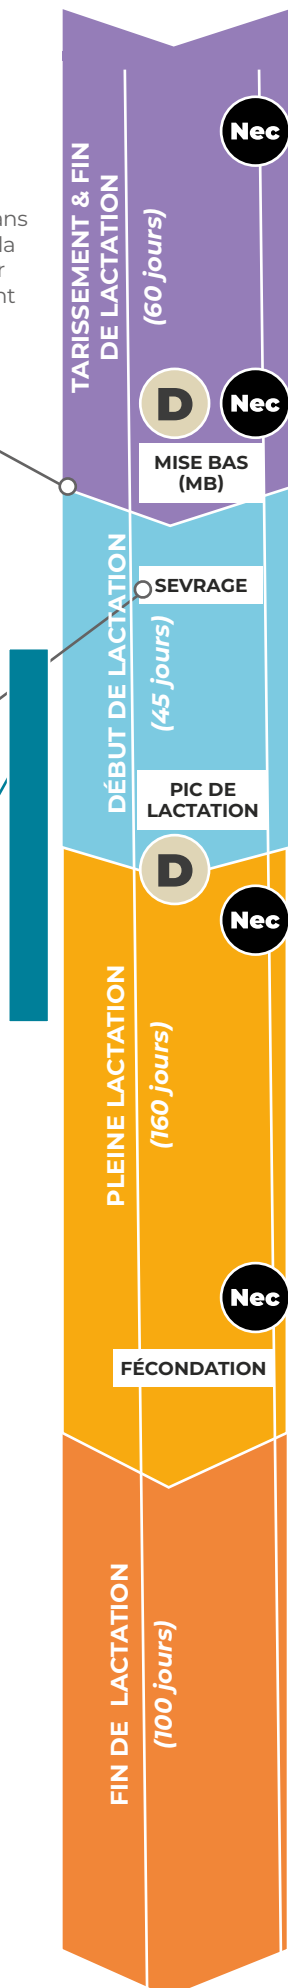 Nec
TARISSEMENT & FIN
DE LACTATION
(60 jours)
D
Nec
MISE BAS
(MB)
SEVRAGE
DÉBUT DE LACTATION
(45 jours)
PIC DE
LACTATION
D
Nec
PLEINE LACTATION
(160 jours)
Nec
FÉCONDATION
FIN DE LACTATION
(100 jours)